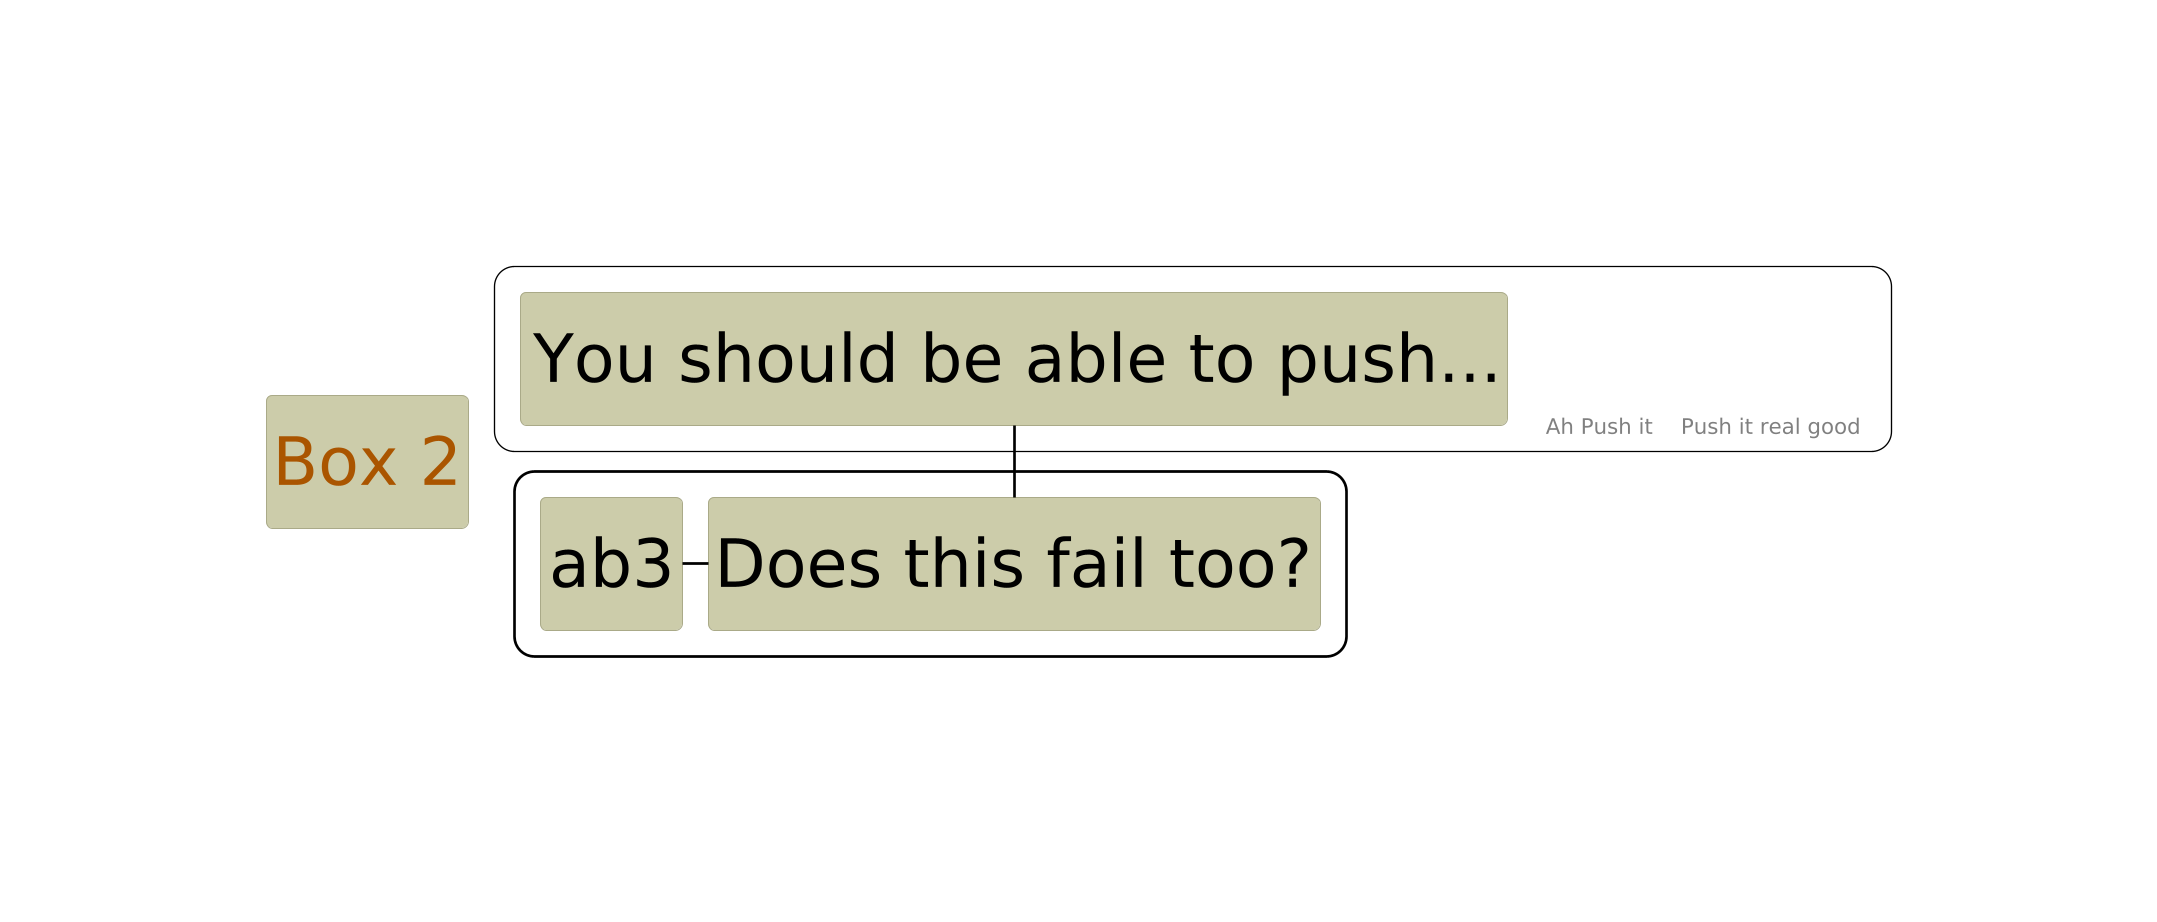 You should be able to push...
Ah Push it
Push it real good
Box 2
ab3
Does this fail too?